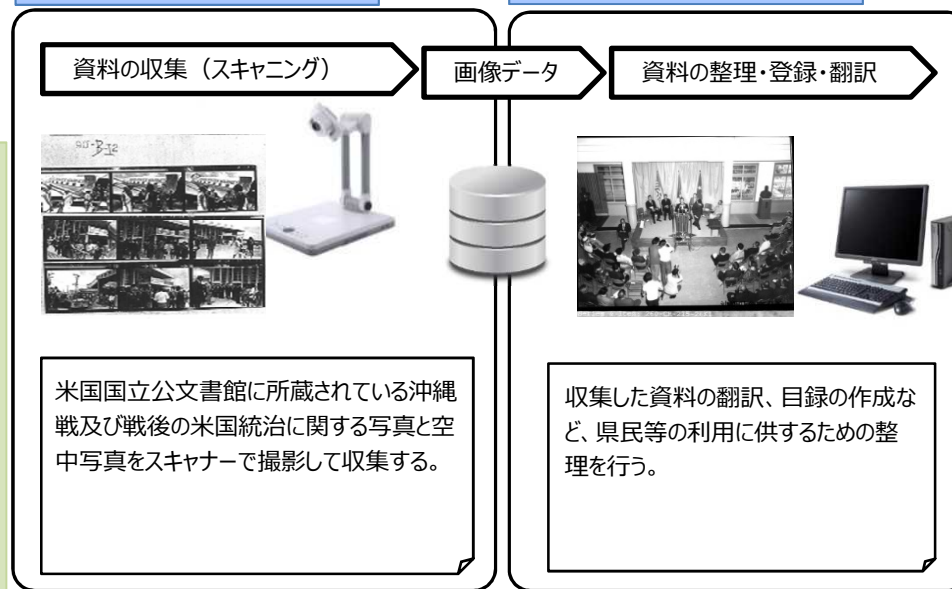 資料の収集（スキャニング）
画像データ
資料の整理・登録・翻訳
米国国立公文書館に所蔵されている沖縄
戦及び戦後の米国統治に関する写真と空
中写真をスキャナーで撮影して収集する。
収集した資料の翻訳、目録の作成な
ど、県民等の利用に供するための整
理を行う。